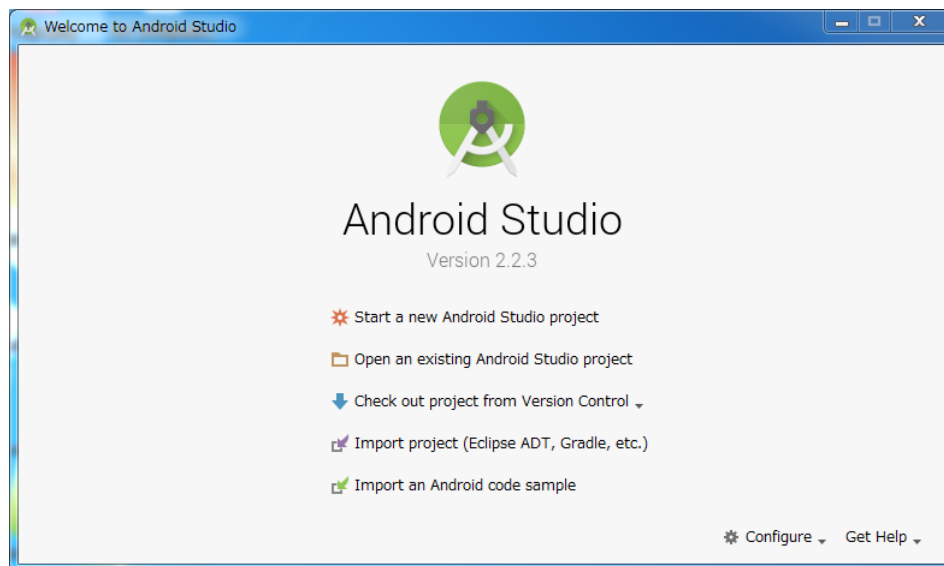 Welcome to Android Studio
Android Studio
Version 2.2.3
Start a new Android Studio project
Open an existing Android Studio project
Check out project from Version Control
Import project (Eclipse ADT, Gradle, etc.)
Import an Android code sample
Configure Get Help